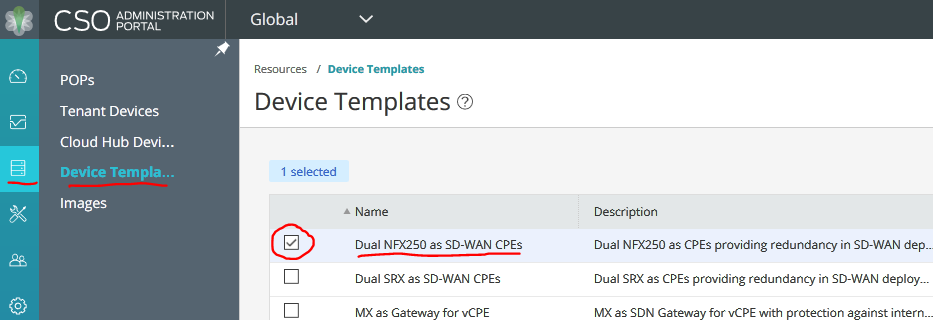 CSO ADMINISTRATION PORTAL
Global
POPs
Tenant Devices
Cloud Hub Devi...
Device Templa...
Images
Resources / Device Templates
Device Templates ?
1 selected
Name Description
Dual NFX250 as SD-WAN CPEs Dual NFX250 as CPEs providing redundancy in SD-WAN dep...
Dual SRX as SD-WAN CPEs Dual SRX as CPEs providing redundancy in SD-WAN deploy...
MX as Gateway for vCPE MX as SDN Gateway for vCPE with protection against intern...